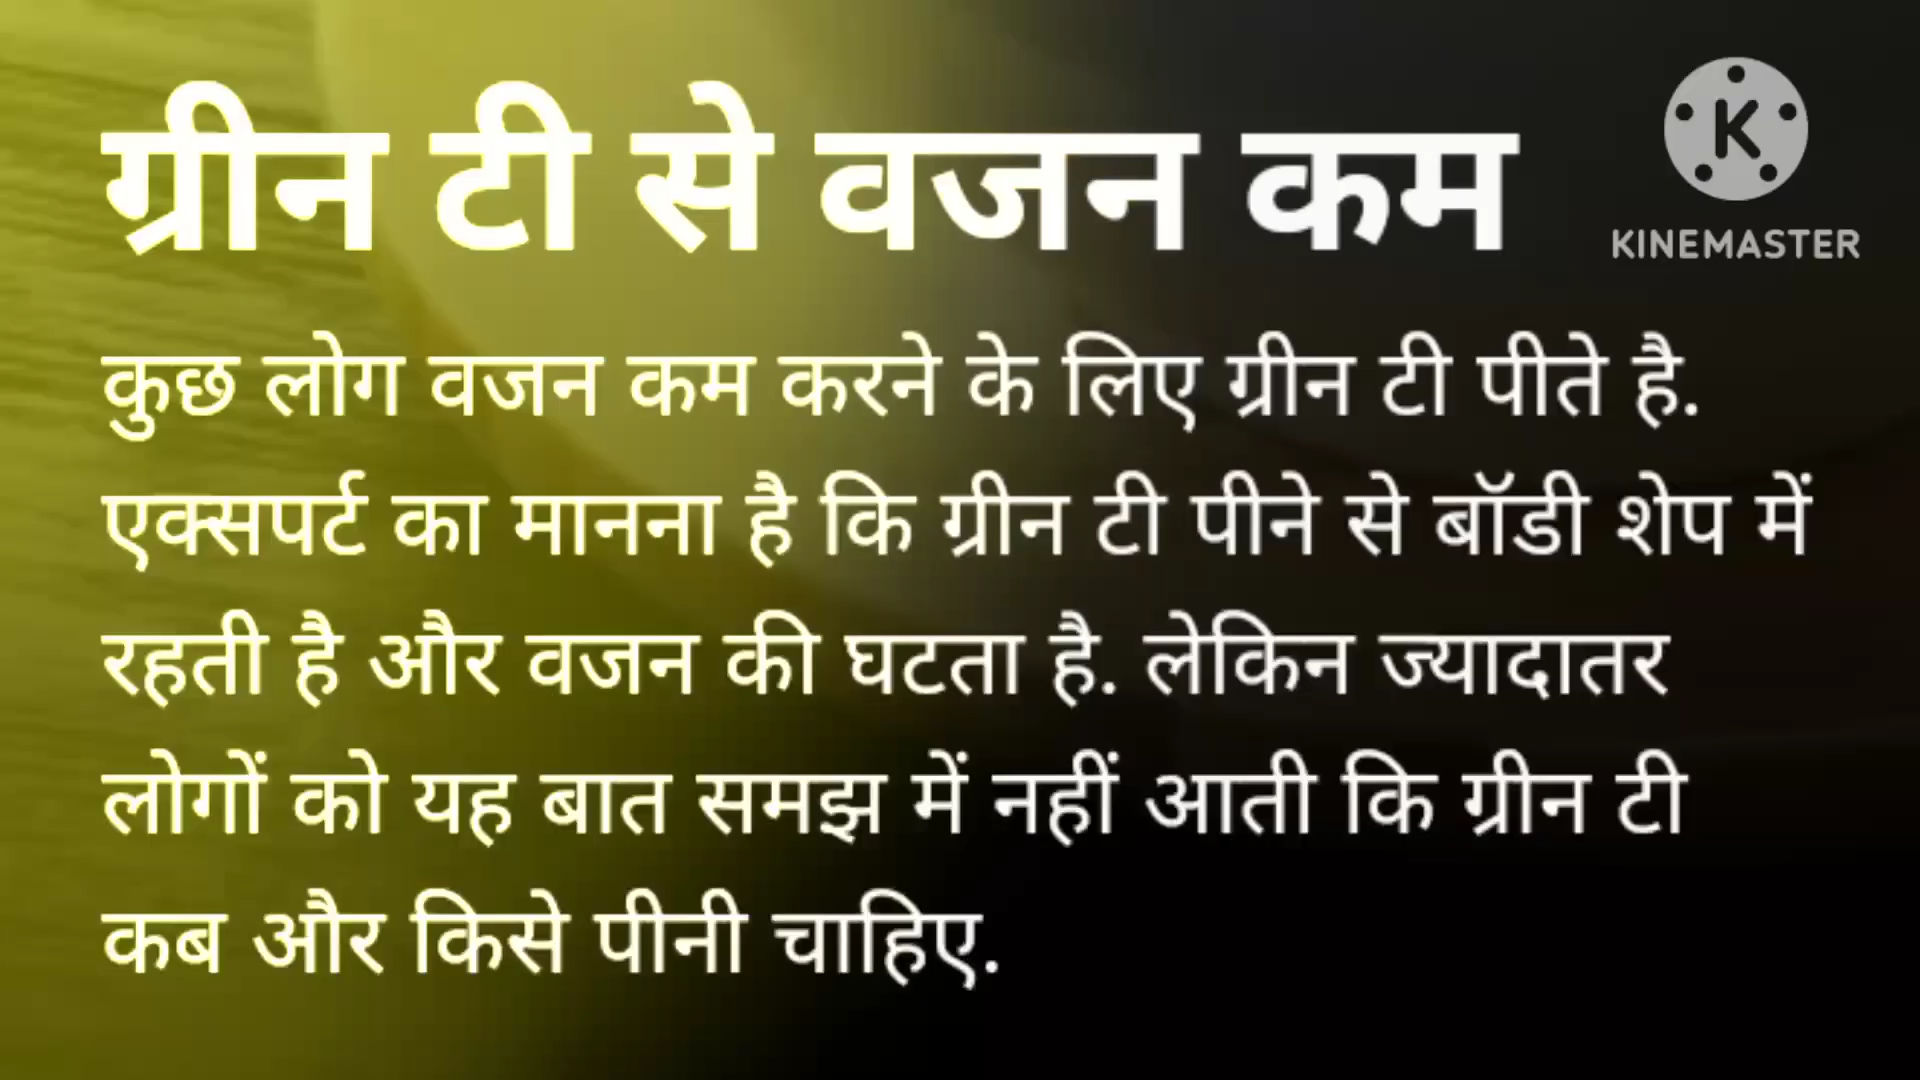 ग्रीन टी से वजन कम
KINEMASTER
कुछ लोग वजन कम करने के लिए ग्रीन टी पीते है.
एक्सपर्ट का मानना है कि ग्रीन टी पीने से बॉडी शेप में
रहती है और वजन की घटता है. लेकिन ज्यादातर
लोगों को यह बात समझ में नहीं आती कि ग्रीन टी
कब और किसे पीनी चाहिए.